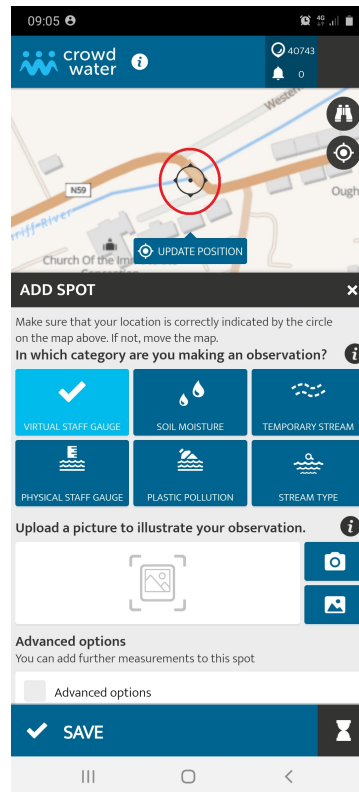 09:05
4G
crowd
water
i
40743
0
Western
N59
Ough
riff-River
Church Of the Im
UPDATE POSITION
ADD SPOT
Make sure that your location is correctly indicated by the circle
on the map above. If not, move the map.
In which category are you making an observation?
i
VIRTUAL STAFF GAUGE
SOIL MOISTURE
TEMPORARY STREAM
PHYSICAL STAFF GAUGE
PLASTIC POLLUTION
STREAM TYPE
Upload a picture to illustrate your observation.
i
Advanced options
You can add further measurements to this spot
Advanced options
SAVE